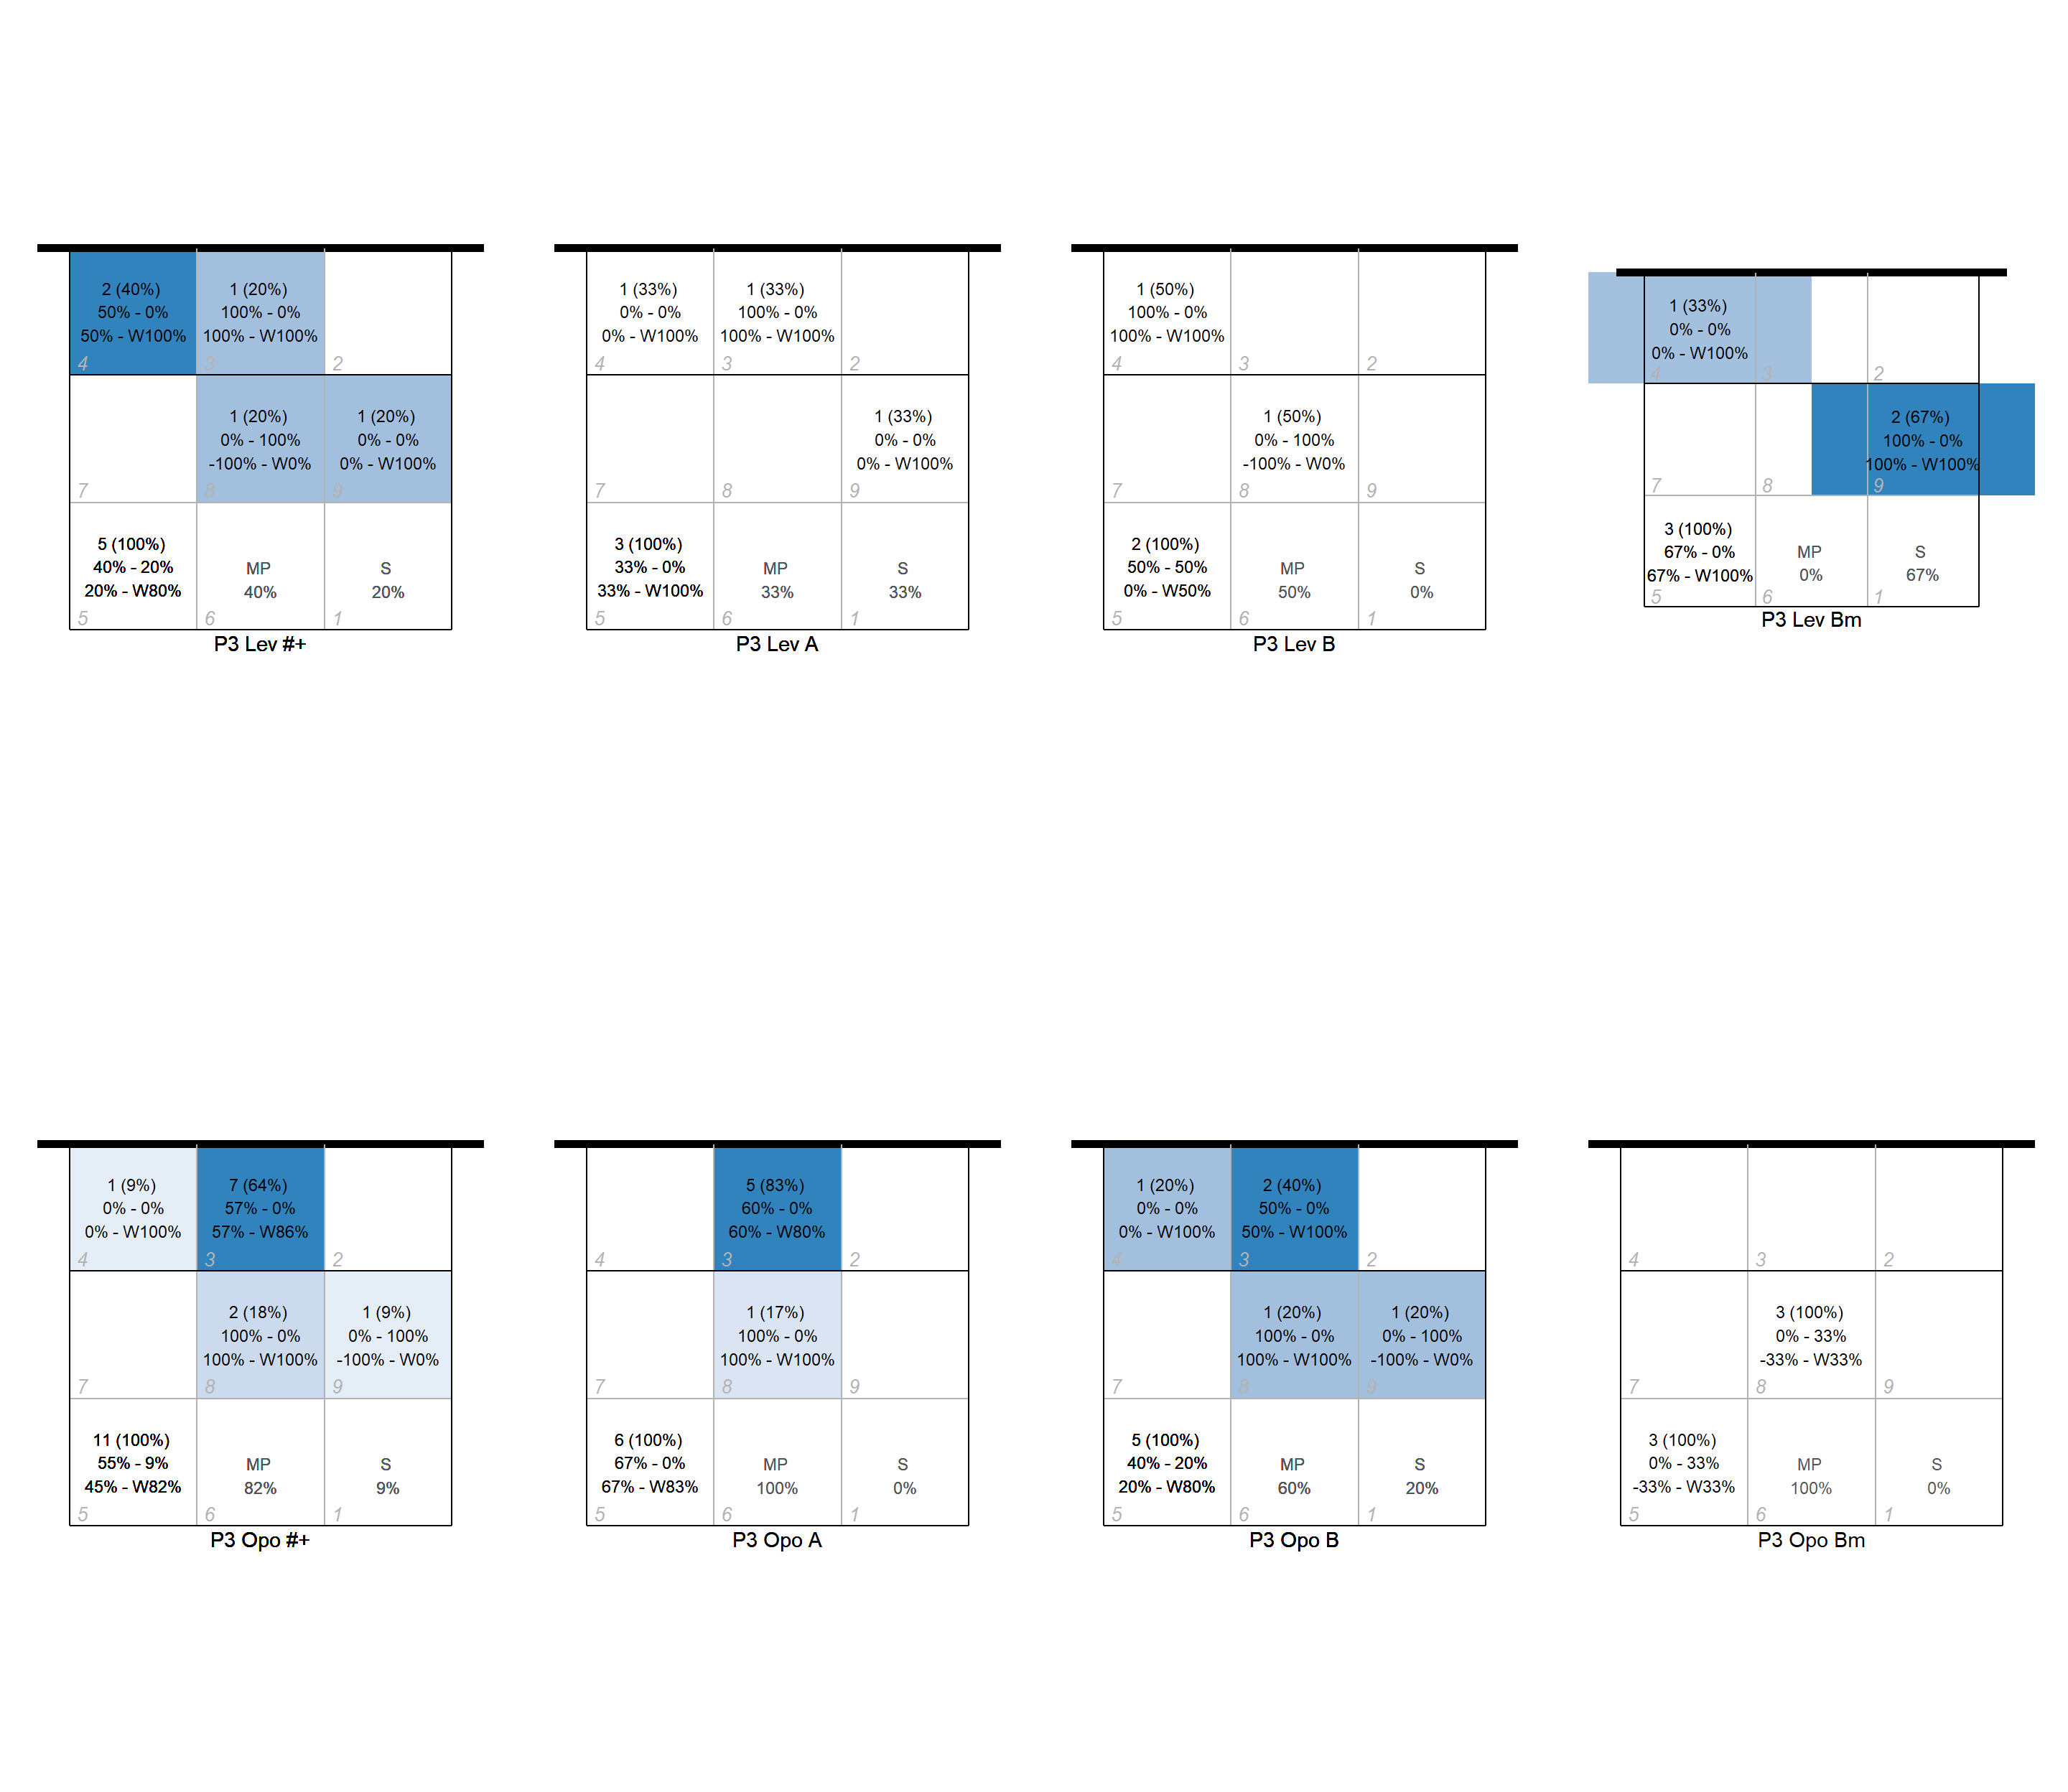 2 (40%)
50% - 0%
50% - W100%
4
1 (20%)
100% - 0%
100% - W100%
3
2
7
1 (20%)
0% - 100%
-100% - W0%
8
1 (20%)
0% - 0%
0% - W100%
9
5 (100%)
40% - 20%
20% - W80%
5
MP
40%
6
S
20%
1
P3 Lev #+
1 (33%)
0% - 0%
0% - W100%
4
1 (33%)
100% - 0%
100% - W100%
3
2
7
8
1 (33%)
0% - 0%
0% - W100%
9
3 (100%)
33% - 0%
33% - W100%
5
MP
33%
6
S
33%
1
P3 Lev A
1 (50%)
100% - 0%
100% - W100%
4
3
2
7
1 (50%)
0% - 100%
-100% - W0%
8
9
2 (100%)
50% - 50%
0% - W50%
5
MP
50%
6
S
0%
1
P3 Lev B
1 (33%)
0% - 0%
0% - W100%
4
3
2
7
8
2 (67%)
100% - 0%
100% - W100%
9
3 (100%)
67% - 0%
67% - W100%
5
MP
0%
6
S
67%
1
P3 Lev Bm
1 (9%)
0% - 0%
0% - W100%
4
7 (64%)
57% - 0%
57% - W86%
3
2
7
2 (18%)
100% - 0%
100% - W100%
8
1 (9%)
0% - 100%
-100% - W0%
9
11 (100%)
55% - 9%
45% - W82%
5
MP
82%
6
S
9%
1
P3 Opo #+
4
5 (83%)
60% - 0%
60% - W80%
3
2
7
1 (17%)
100% - 0%
100% - W100%
8
9
6 (100%)
67% - 0%
67% - W83%
5
MP
100%
6
S
0%
1
P3 Opo A
1 (20%)
0% - 0%
0% - W100%
4
2 (40%)
50% - 0%
50% - W100%
3
2
7
1 (20%)
100% - 0%
100% - W100%
8
1 (20%)
0% - 100%
-100% - W0%
9
5 (100%)
40% - 20%
20% - W80%
5
MP
60%
6
S
20%
1
P3 Opo B
4
3
2
7
3 (100%)
0% - 33%
-33% - W33%
8
9
3 (100%)
0% - 33%
-33% - W33%
5
MP
100%
6
S
0%
1
P3 Opo Bm